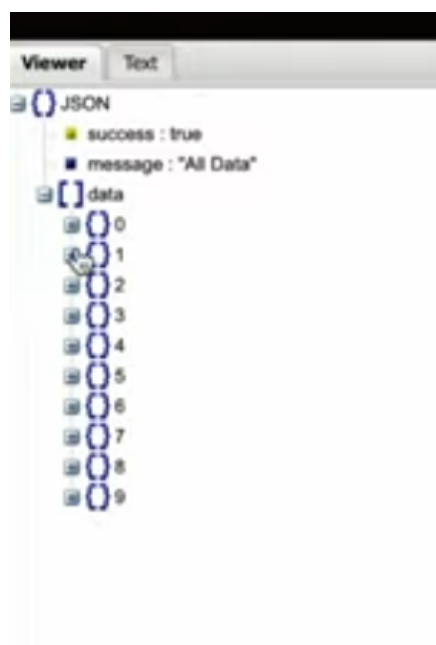 Viewer Text
{} JSON
success : true
message : "All Data"
[] data
{} 0
{} 1
{} 2
{} 3
{} 4
{} 5
{} 6
{} 7
{} 8
{} 9